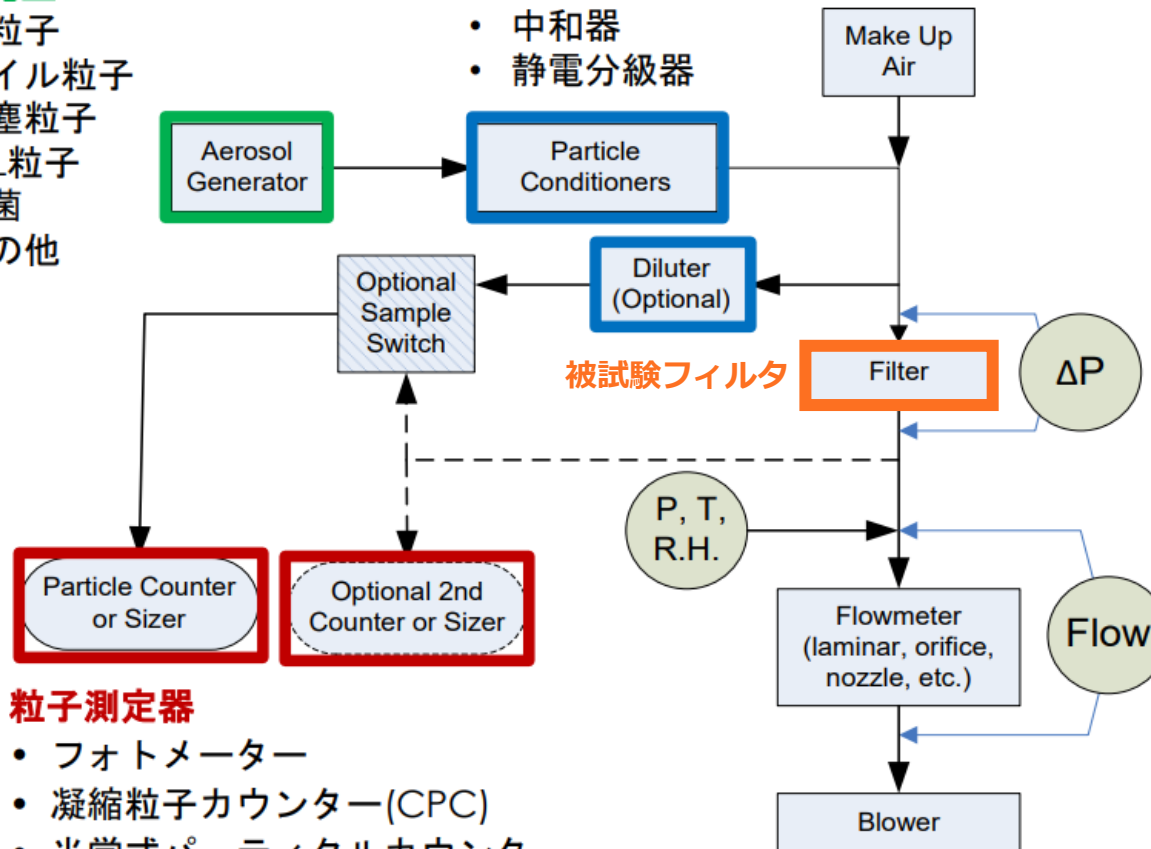 粒子
イル粒子
塵粒子
粒子
菌
の他
• 中和器
• 静電分級器
Make Up
Air
Aerosol
Generator
Particle
Conditioners
Optional
Sample
Switch
Diluter
(Optional)
被試験フィルタ
Filter
ΔP
P, T,
R.H.
Particle Counter
or Sizer
Optional 2nd
Counter or Sizer
Flowmeter
(laminar, orifice,
nozzle, etc.)
Flow
Blower
粒子測定器
• フォトメーター
• 凝縮粒子カウンター(CPC)